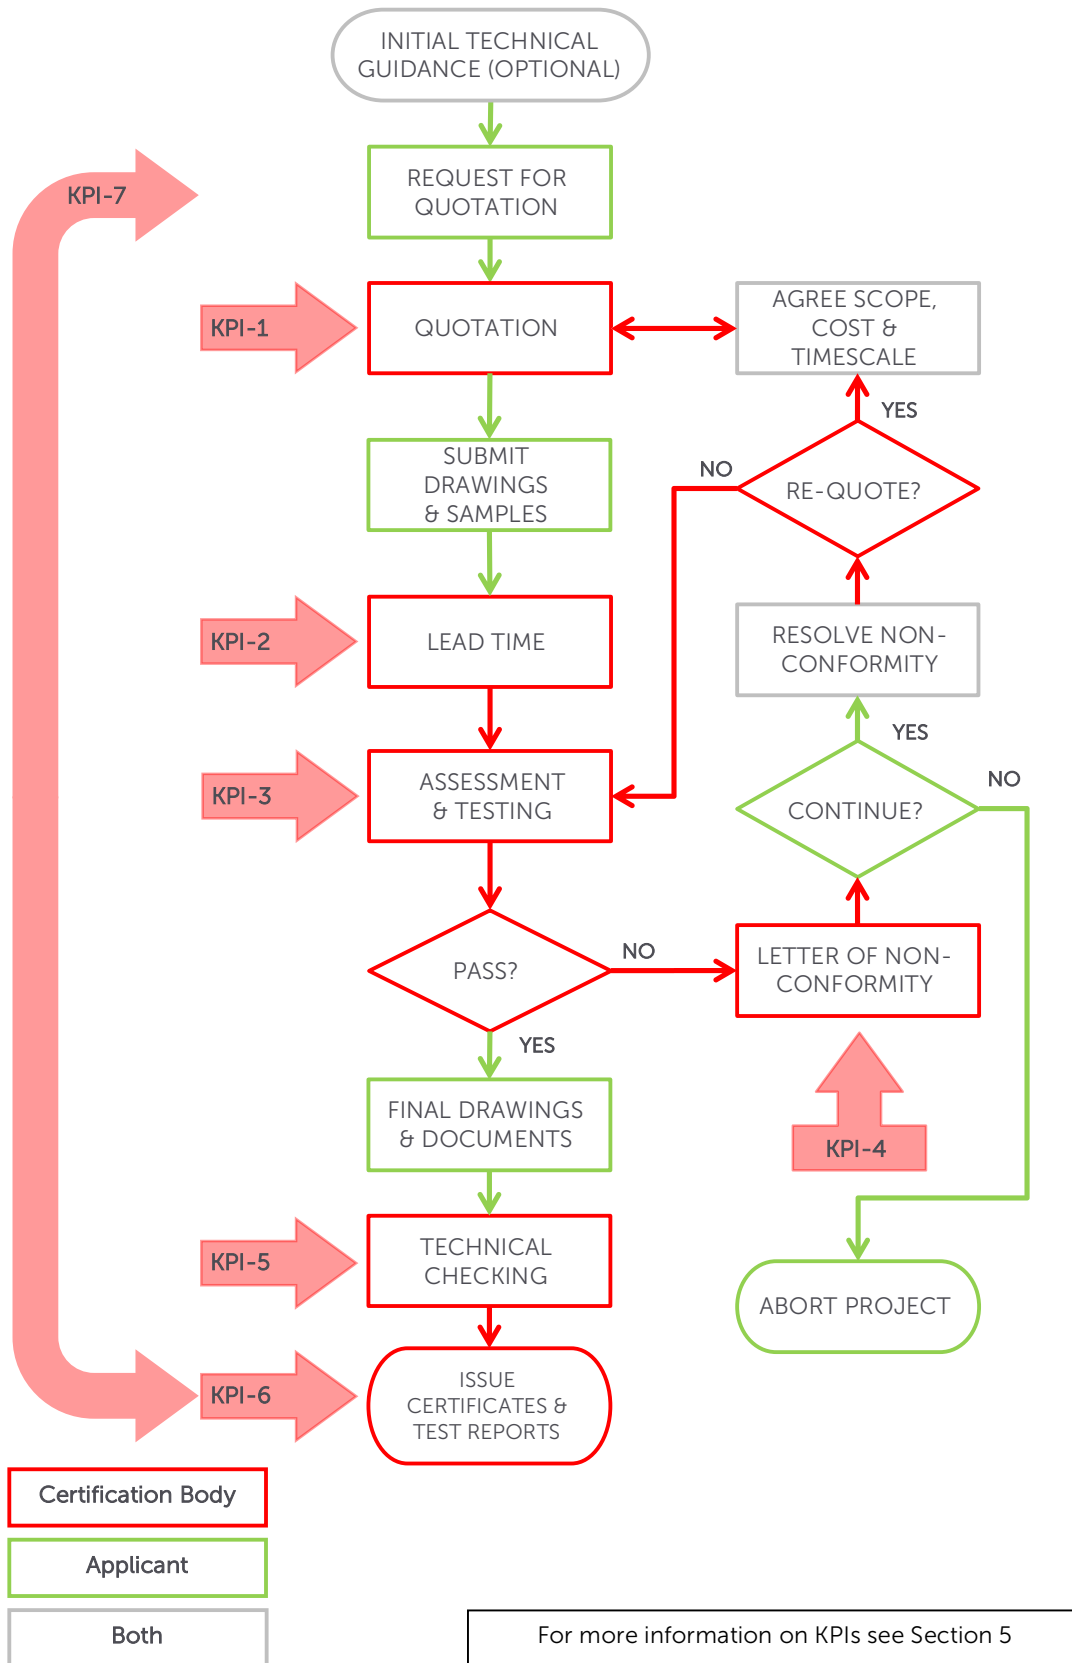 INITIAL TECHNICAL
GUIDANCE (OPTIONAL)
KPI-7
REQUEST FOR
QUOTATION
KPI-1
QUOTATION
AGREE SCOPE,
COST &
TIMESCALE
YES
SUBMIT
DRAWINGS
& SAMPLES
NO
RE-QUOTE?
KPI-2
LEAD TIME
RESOLVE NON-
CONFORMITY
YES
KPI-3
ASSESSMENT
& TESTING
NO
CONTINUE?
PASS?
NO
LETTER OF NON-
CONFORMITY
YES
FINAL DRAWINGS
& DOCUMENTS
KPI-4
KPI-5
TECHNICAL
CHECKING
ABORT PROJECT
KPI-6
ISSUE
CERTIFICATES &
TEST REPORTS
Certification Body
Applicant
Both
For more information on KPIs see Section 5